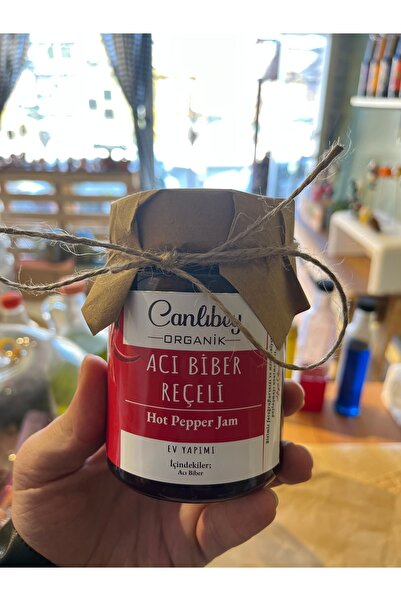 Canlıbey
ORGANİK
ACI BİBER
REÇELİ
Hot Pepper Jam
EV YAPIMI
İçindekiler;
Acı Biber